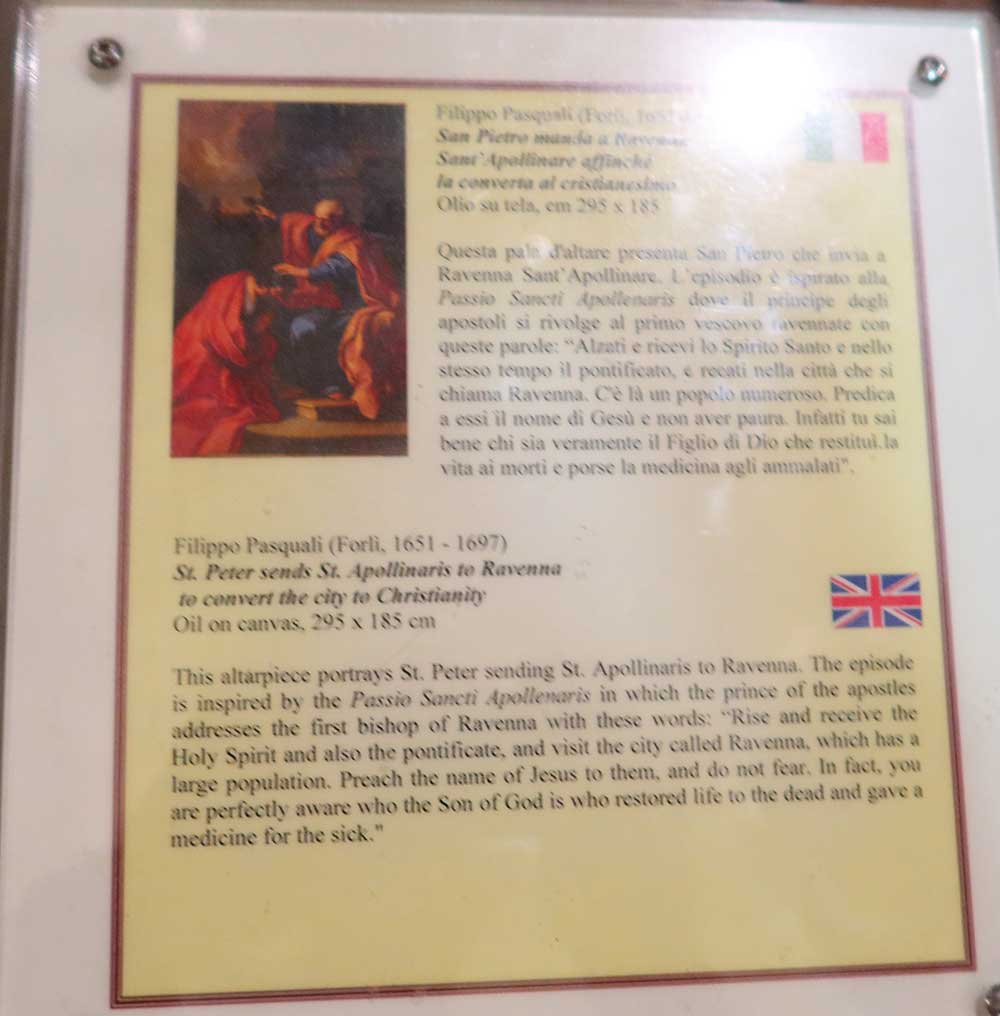 Filippo Pasquali (Forlì,
San Pietro manda a Ravenna
Sant'Apollinare affinché
la converta al cristianesimo
Olio su tela, cm 295 x 185
Questa pala d'altare presenta San Pietro che invia a
Ravenna Sant'Apollinare. L'episodio è ispirato alla
Passio Sancti Apollenaris dove il principe degli
apostoli si rivolge al primo vescovo ravennate con
queste parole: "Alzati e ricevi lo Spirito Santo e nello
stesso tempo il pontificato, e recati nella città che si
chiama Ravenna. C'è là un popolo numeroso. Predica
a essi il nome di Gesù e non aver paura. Infatti tu sai
bene chi sia veramente il Figlio di Dio che restituì la
vita ai morti e porse la medicina agli ammalati".
Filippo Pasquali (Forlì, 1651 - 1697)
St. Peter sends St. Apollinaris to Ravenna
to convert the city to Christianity
Oil on canvas, 295 x 185 cm
This altarpiece portrays St. Peter sending St. Apollinaris to Ravenna. The episode
is inspired by the Passio Sancti Apollenaris in which the prince of the apostles
addresses the first bishop of Ravenna with these words: "Rise and receive the
Holy Spirit and also the pontificate, and visit the city called Ravenna, which has a
large population. Preach the name of Jesus to them, and do not fear. In fact, you
are perfectly aware who the Son of God is who restored life to the dead and gave a
medicine for the sick."